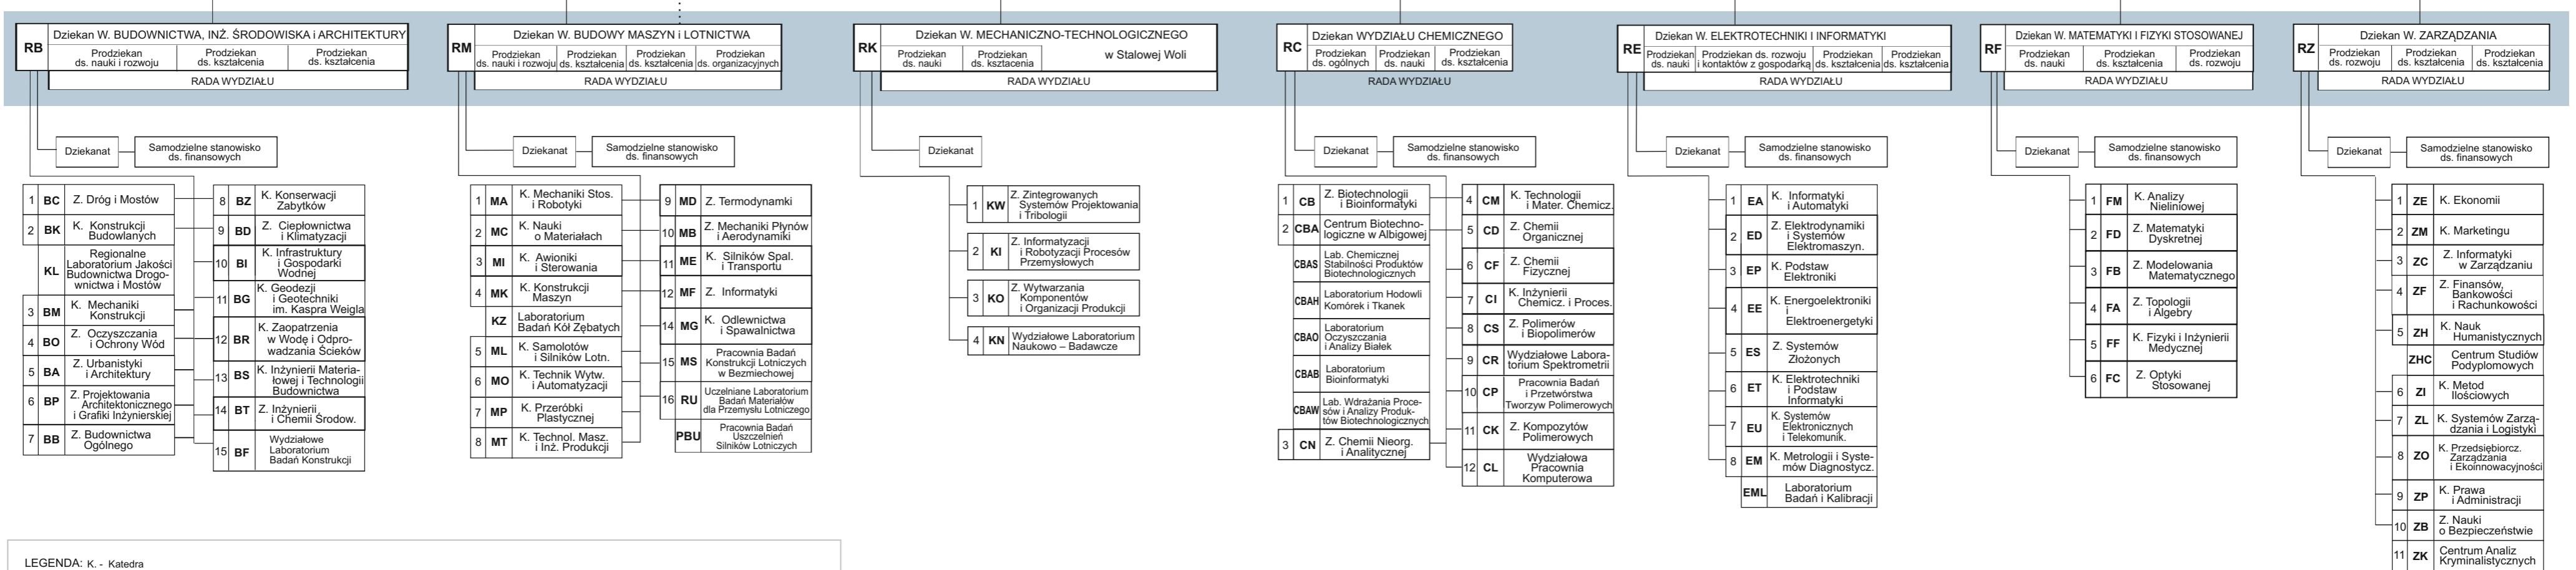 RB
Dziekan W. BUDOWNICTWA, INŻ. ŚRODOWISKA i ARCHITEKTURY
Prodziekan
ds. nauki i rozwoju
Prodziekan
ds. kształcenia
Prodziekan
ds. kształcenia
RADA WYDZIAŁU
Dziekanat
Samodzielne stanowisko
ds. finansowych
1 BC Z. Dróg i Mostów
2 BK K. Konstrukcji
Budowlanych
KL Regionalne
Laboratorium Jakości
Budownictwa Drogo-
wnictwa i Mostów
3 BM K. Mechaniki
Konstrukcji
4 BO Z. Oczyszczania
i Ochrony Wód
5 BA Z. Urbanistyki
i Architektury
6 BP Z. Projektowania
Architektonicznego
i Grafiki Inżynierskiej
7 BB Z. Budownictwa
Ogólnego
8 BZ K. Konserwacji
Zabytków
9 BD Z. Ciepłownictwa
i Klimatyzacji
10 BI K. Infrastruktury
i Gospodarki
Wodnej
11 BG K. Geodezji
i Geotechniki
im. Kaspra Weigla
12 BR K. Zaopatrzenia
w Wodę i Odpro-
wadzania Ścieków
13 BS K. Inżynierii Materia-
łowej i Technologii
Budownictwa
14 BT Z. Inżynierii
i Chemii Środow.
15 BF Wydziałowe
Laboratorium
Badań Konstrukcji
RM
Dziekan W. BUDOWY MASZYN i LOTNICTWA
Prodziekan
ds. nauki i rozwoju
Prodziekan
ds. kształcenia
Prodziekan
ds. kształcenia
Prodziekan
ds. organizacyjnych
RADA WYDZIAŁU
Dziekanat
Samodzielne stanowisko
ds. finansowych
1 MA K. Mechaniki Stos.
i Robotyki
2 MC K. Nauki
o Materiałach
3 MI K. Awioniki
i Sterowania
4 MK K. Konstrukcji
Maszyn
KZ Laboratorium
Badań Kół Zębatych
5 ML K. Samolotów
i Silników Lotn.
6 MO K. Technik Wytw.
i Automatyzacji
7 MP K. Przeróbki
Plastycznej
8 MT K. Technol. Masz.
i Inż. Produkcji
9 MD Z. Termodynamki
10 MB Z. Mechaniki Płynów
i Aerodynamiki
11 ME K. Silników Spal.
i Transportu
12 MF Z. Informatyki
14 MG K. Odlewnictwa
i Spawalnictwa
15 MS Pracownia Badań
Konstrukcji Lotniczych
w Bezmiechowej
16 RU Uczelniane Laboratorium
Badań Materiałów
dla Przemysłu Lotniczego
PBU Pracownia Badań
Uszczelnień
Silników Lotniczych
RK
Dziekan W. MECHANICZNO-TECHNOLOGICZNEGO
Prodziekan
ds. nauki
Prodziekan
ds. kształcenia
w Stalowej Woli
RADA WYDZIAŁU
Dziekanat
1 KW Z. Zintegrowanych
Systemów Projektowania
i Tribologii
2 KI Z. Informatyzacji
i Robotyzacji Procesów
Przemysłowych
3 KO Z. Wytwarzania
Komponentów
i Organizacji Produkcji
4 KN Wydziałowe Laboratorium
Naukowo – Badawcze
RC
Dziekan WYDZIAŁU CHEMICZNEGO
Prodziekan
ds. ogólnych
Prodziekan
ds. nauki
Prodziekan
ds. kształcenia
RADA WYDZIAŁU
Dziekanat
Samodzielne stanowisko
ds. finansowych
1 CB Z. Biotechnologii
i Bioinformatyki
2 CBA Centrum Biotechno-
logiczne w Albigowej
CBAS Lab. Chemicznej
Stabilności Produktów
Biotechnologicznych
CBAH Laboratorium Hodowli
Komórek i Tkanek
CBAO Laboratorium
Oczyszczania
i Analizy Białek
CBAB Laboratorium
Bioinformatyki
CBAW Lab. Wdrażania Proce-
sów i Analizy Produk-
tów Biotechnologicznych
3 CN Z. Chemii Nieorg.
i Analitycznej
4 CM K. Technologii
i Mater. Chemicz.
5 CD Z. Chemii
Organicznej
6 CF Z. Chemii
Fizycznej
7 CI K. Inżynierii
Chemicz. i Proces.
8 CS Z. Polimerów
i Biopolimerów
9 CR Wydziałowe Labora-
torium Spektrometrii
10 CP Pracownia Badań
i Przetwórstwa
Tworzyw Polimerowych
11 CK Z. Kompozytów
Polimerowych
12 CL Wydziałowa
Pracownia
Komputerowa
RE
Dziekan W. ELEKTROTECHNIKI I INFORMATYKI
Prodziekan
ds. nauki
Prodziekan ds. rozwoju
i kontaktów z gospodarką
Prodziekan
ds. kształcenia
Prodziekan
ds. kształcenia
RADA WYDZIAŁU
Dziekanat
Samodzielne stanowisko
ds. finansowych
1 EA K. Informatyki
i Automatyki
2 ED Z. Elektrodynamiki
i Systemów
Elektromaszyn.
3 EP K. Podstaw
Elektroniki
4 EE K. Energoelektroniki
i
Elektroenergetyki
5 ES Z. Systemów
Złożonych
6 ET K. Elektrotechniki
i Podstaw
Informatyki
7 EU K. Systemów
Elektronicznych
i Telekomunik.
8 EM K. Metrologii i Syste-
mów Diagnostycz.
EML Laboratorium
Badań i Kalibracji
RF
Dziekan W. MATEMATYKI I FIZYKI STOSOWANEJ
Prodziekan
ds. nauki
Prodziekan
ds. kształcenia
Prodziekan
ds. rozwoju
RADA WYDZIAŁU
Dziekanat
Samodzielne stanowisko
ds. finansowych
1 FM K. Analizy
Nieliniowej
2 FD Z. Matematyki
Dyskretnej
3 FB Z. Modelowania
Matematycznego
4 FA Z. Topologii
i Algebry
5 FF K. Fizyki i Inżynierii
Medycznej
6 FC Z. Optyki
Stosowanej
RZ
Dziekan W. ZARZĄDZANIA
Prodziekan
ds. rozwoju
Prodziekan
ds. kształcenia
Prodziekan
ds. kształcenia
RADA WYDZIAŁU
Dziekanat
Samodzielne stanowisko
ds. finansowych
1 ZE K. Ekonomii
2 ZM K. Marketingu
3 ZC Z. Informatyki
w Zarządzaniu
4 ZF Z. Finansów,
Bankowości
i Rachunkowości
5 ZH K. Nauk
Humanistycznych
ZHC Centrum Studiów
Podyplomowych
6 ZI K. Metod
Ilościowych
7 ZL K. Systemów Zarzą-
dzania i Logistyki
8 ZO K. Przedsiębiorcz.
Zarządzania
i Ekoinnowacyjności
9 ZP K. Prawa
i Administracji
10 ZB Z. Nauki
o Bezpieczeństwie
11 ZK Centrum Analiz
Kryminalistycznych
LEGENDA: K. - Katedra